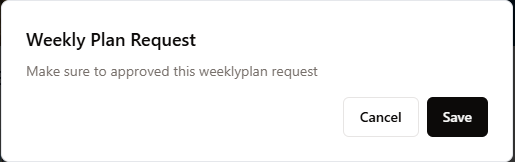 Weekly Plan Request
Make sure to approved this weeklyplan request
Cancel
Save